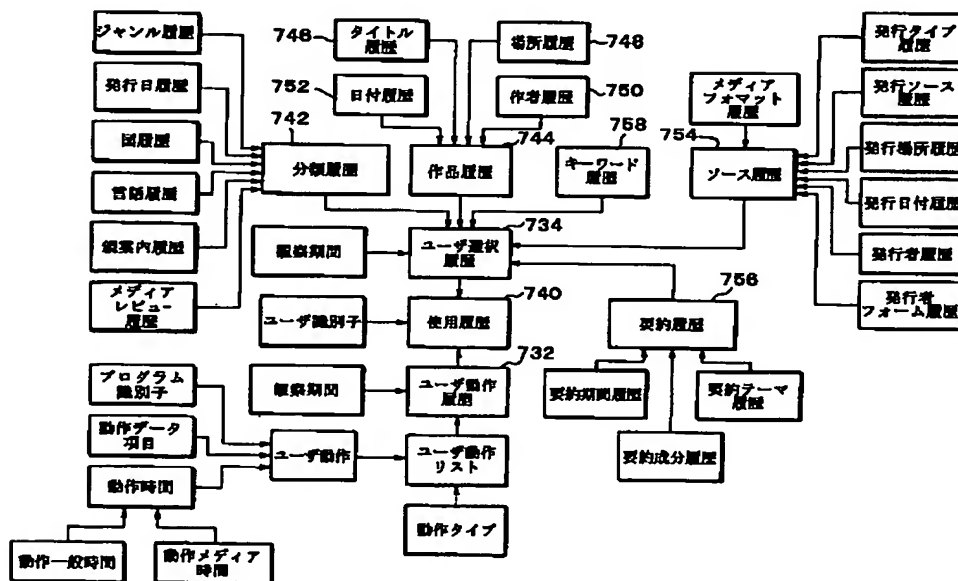 ジャンル履歴
発行日履歴
国履歴
言語履歴
親案内履歴
メディア
レビュー
履歴
748
タイトル
履歴
場所履歴
748
752
日付履歴
作者履歴
750
742
分類履歴
744
作品履歴
758
キーワード
履歴
メディア
フォーマット
履歴
754
ソース履歴
発行タイプ
履歴
発行ソース
履歴
発行場所履歴
発行日付履歴
発行者履歴
発行者
フォーム履歴
観察期間
734
ユーザ選択
履歴
ユーザ識別子
740
使用履歴
756
要約履歴
要約期間履歴
要約テーマ
履歴
要約成分履歴
観察期間
732
ユーザ動作
履歴
プログラム
識別子
動作データ
項目
動作時間
ユーザ動作
ユーザ動作
リスト
動作タイプ
動作一般時間
動作メディア
時間